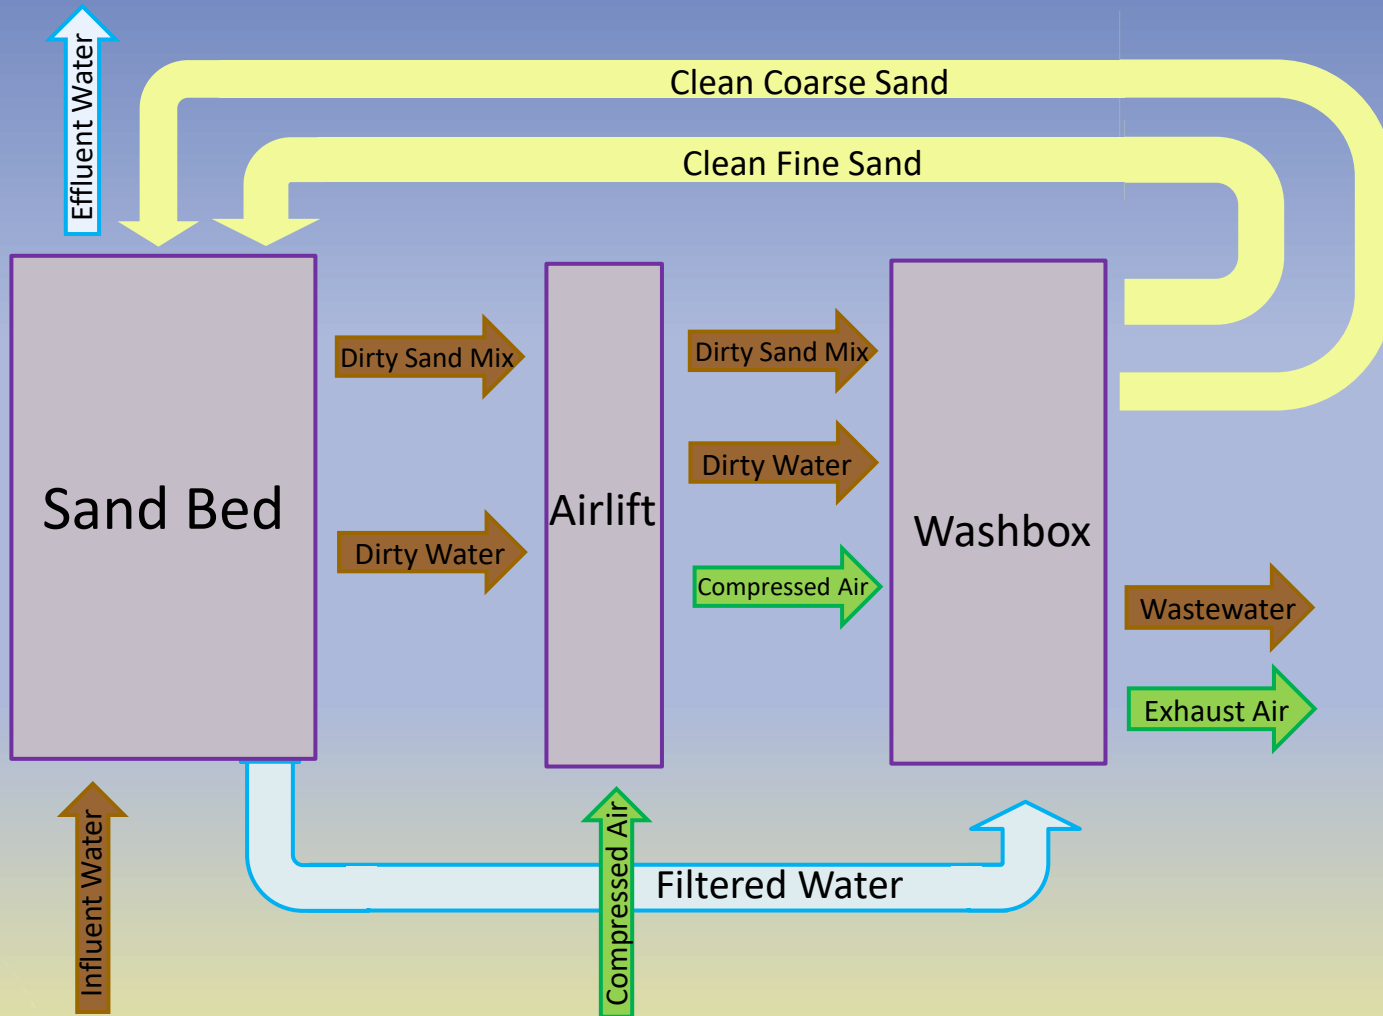 Effluent Water
Clean Coarse Sand
Clean Fine Sand
Dirty Sand Mix
Dirty Sand Mix
Dirty Water
Sand Bed
Airlift
Washbox
Dirty Water
Compressed Air
Wastewater
Exhaust Air
Influent Water
Compressed Air
Filtered Water